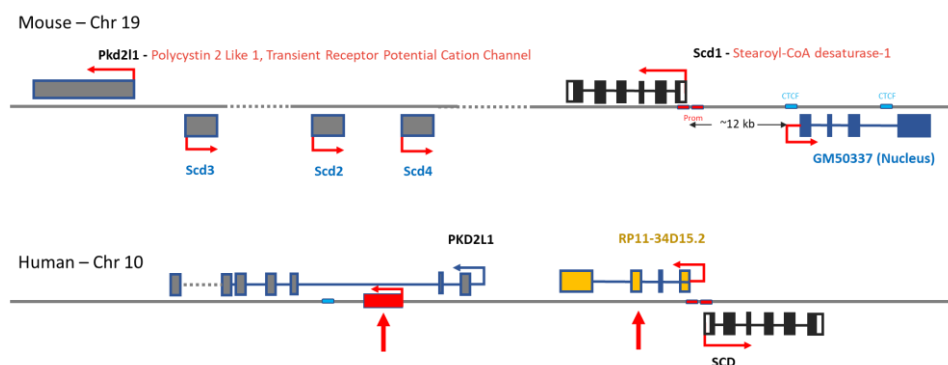 Mouse – Chr 19
Pkd2l1 - Polycystin 2 Like 1, Transient Receptor Potential Cation Channel
Scd1 - Stearoyl-CoA desaturase-1
CTCF
CTCF
Prom
~12 kb
Scd3
Scd2
Scd4
GM50337 (Nucleus)
PKD2L1
RP11-34D15.2
Human – Chr 10
SCD